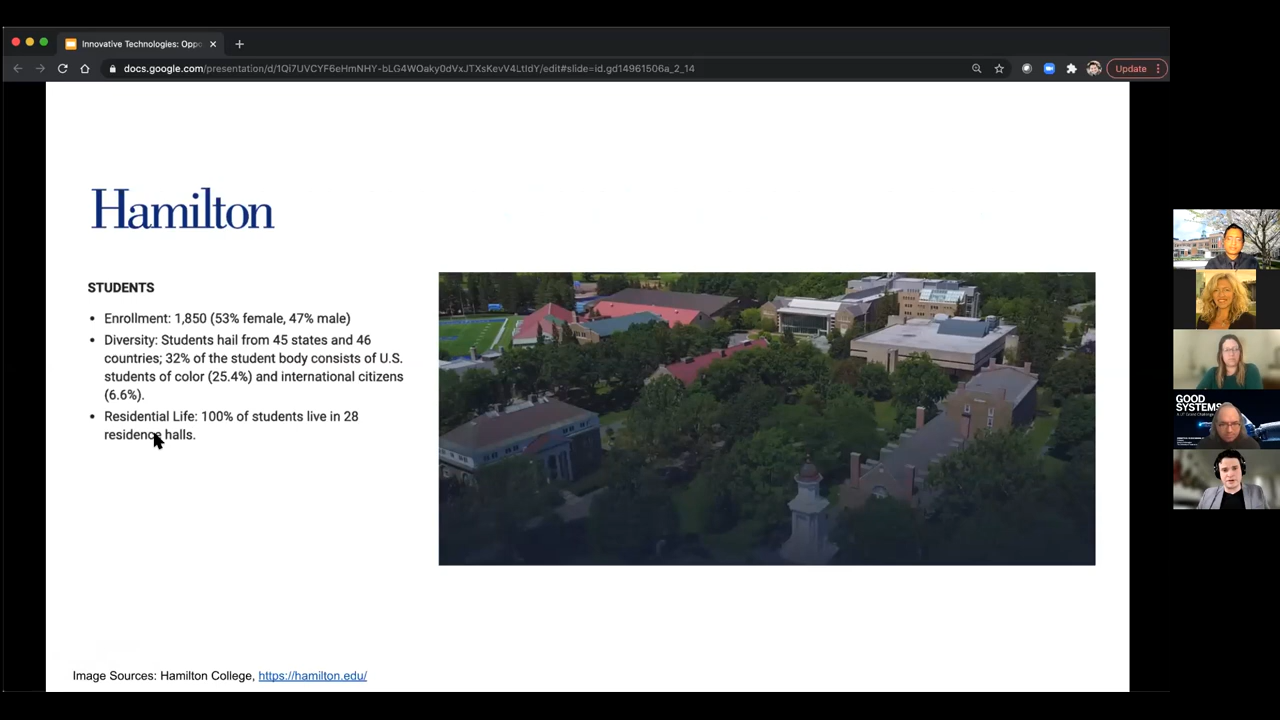 Innovative Technologies: Oppo
docs.google.com/presentation/d/1Qi7UVCYF6eHmNHY-bLG4WOaky0dVxJTXsKevV4LtIdY/edit#slide=id.gd14961506a_2_14
Update
Hamilton
STUDENTS
• Enrollment: 1,850 (53% female, 47% male)
• Diversity: Students hail from 45 states and 46
countries; 32% of the student body consists of U.S.
students of color (25.4%) and international citizens
(6.6%).
• Residential Life: 100% of students live in 28
residence halls.
Image Sources: Hamilton College, https://hamilton.edu/
GOOD
SYSTEMS